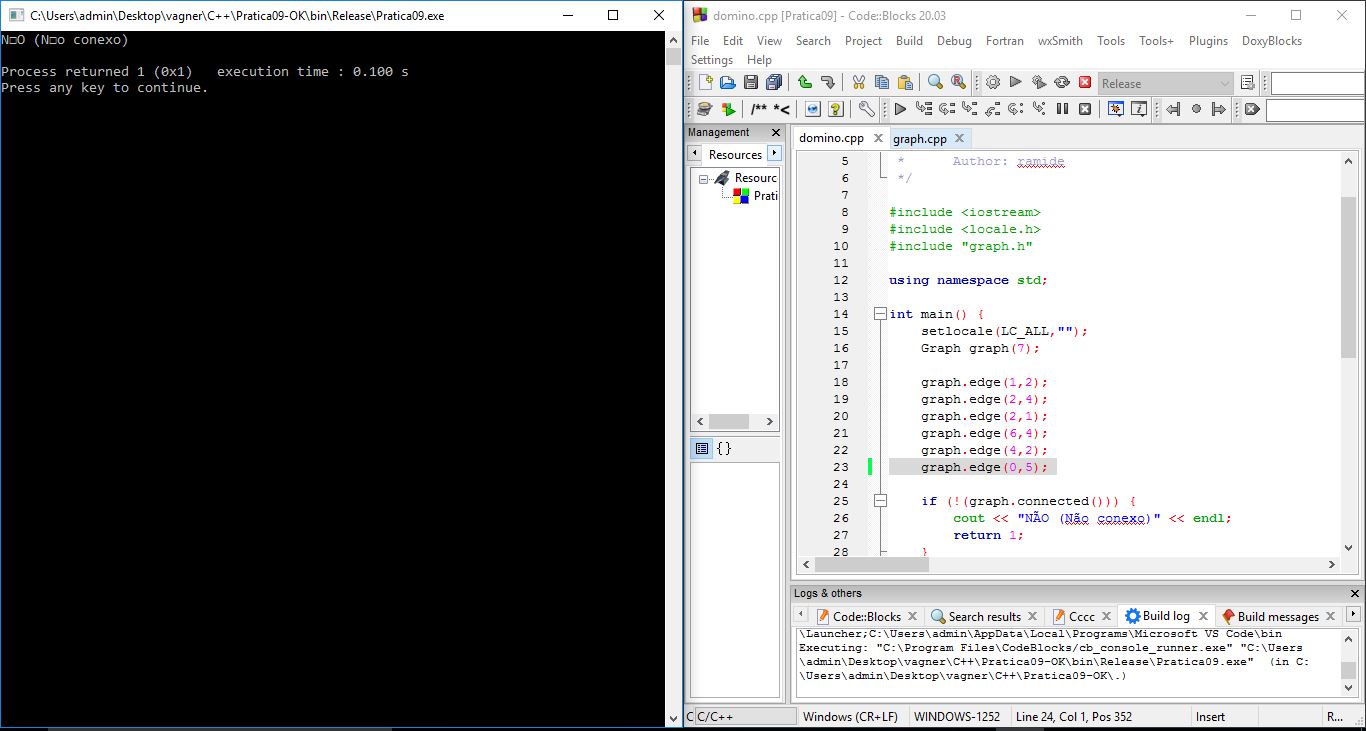 C:\Users\admin\Desktop\vagner\C++\Pratica09-OK\bin\Release\Pratica09.exe
N□O (N□o conexo)
Process returned 1 (0x1)   execution time : 0.100 s
Press any key to continue.
domino.cpp [Pratica09] - Code::Blocks 20.03
File Edit View Search Project Build Debug Fortran wxSmith Tools Tools+ Plugins DoxyBlocks
Settings Help
Release
/** *<
Management
Resources
Resourc
Prati
{}
domino.cpp graph.cpp
5  *      Author: ramide
6  */
7
8 #include <iostream>
9 #include <locale.h>
10 #include "graph.h"
11
12 using namespace std;
13
14 int main() {
15     setlocale(LC_ALL,"");
16     Graph graph(7);
17
18     graph.edge(1,2);
19     graph.edge(2,4);
20     graph.edge(2,1);
21     graph.edge(6,4);
22     graph.edge(4,2);
23     graph.edge(0,5);
24
25     if (!(graph.connected())) {
26         cout << "NÃO (Não conexo)" << endl;
27         return 1;
28     }
Logs & others
Code::Blocks Search results Cccc Build log Build messages
\Launcher;C:\Users\admin\AppData\Local\Programs\Microsoft VS Code\bin
Executing: "C:\Program Files\CodeBlocks/cb_console_runner.exe" "C:\Users
\admin\Desktop\vagner\C++\Pratica09-OK\bin\Release\Pratica09.exe"  (in C:
\Users\admin\Desktop\vagner\C++\Pratica09-OK\.)
C C/C++ Windows (CR+LF) WINDOWS-1252 Line 24, Col 1, Pos 352 Insert R...